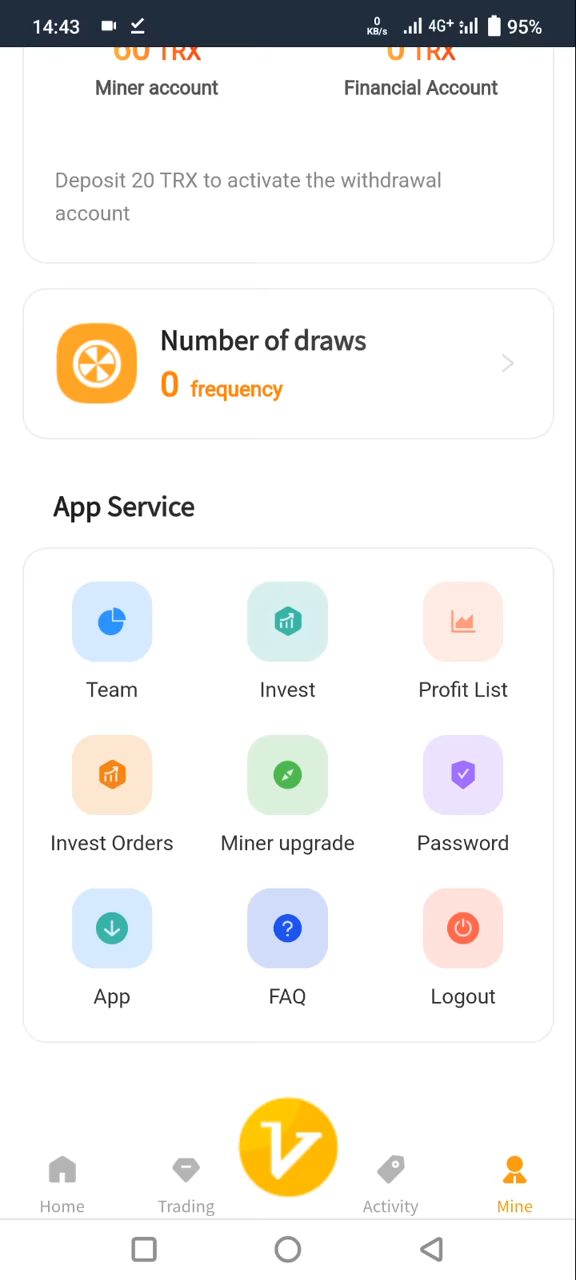 14:43 0 KB/s 4G+ 95%
60 TRX 0 TRX
Miner account Financial Account
Deposit 20 TRX to activate the withdrawal
account
Number of draws
0 frequency
App Service
Team Invest Profit List
Invest Orders Miner upgrade Password
App FAQ Logout
Home Trading Activity Mine